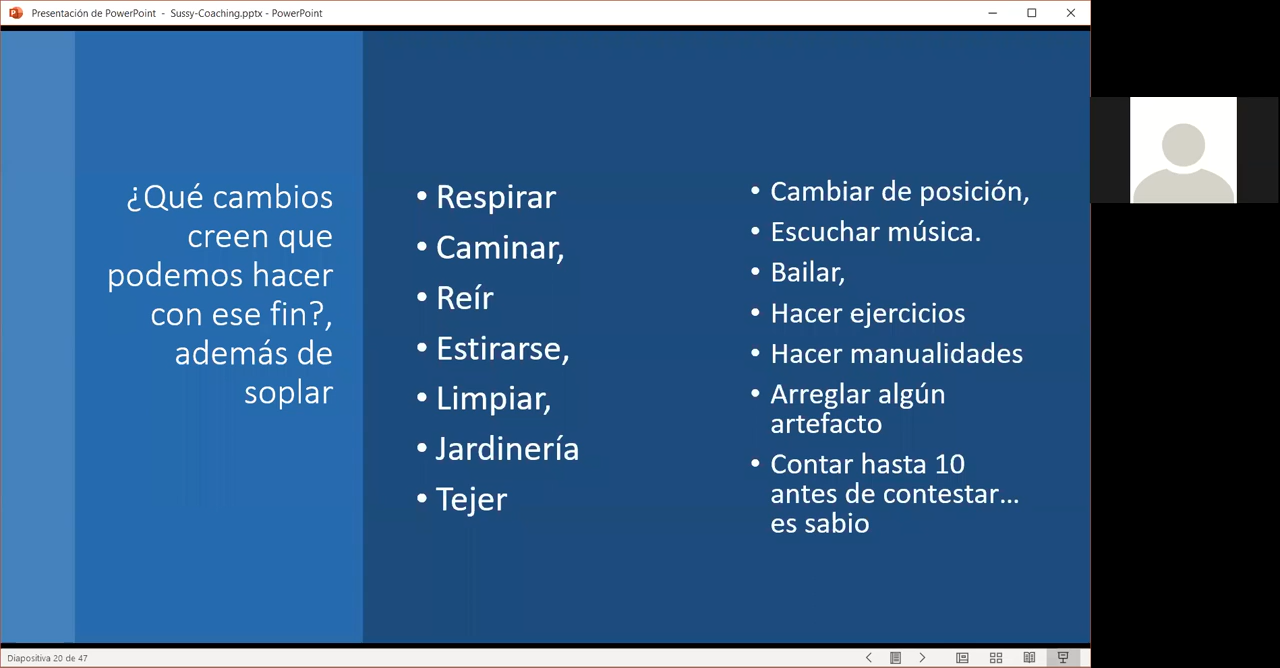 Presentación de PowerPoint - Sussy-Coaching.pptx - PowerPoint
¿Qué cambios
creen que
podemos hacer
con ese fin?,
además de
soplar
• Respirar
• Caminar,
• Reír
• Estirarse,
• Limpiar,
• Jardinería
• Tejer
• Cambiar de posición,
• Escuchar música.
• Bailar,
• Hacer ejercicios
• Hacer manualidades
• Arreglar algún
artefacto
• Contar hasta 10
antes de contestar...
es sabio
Diapositiva 20 de 47